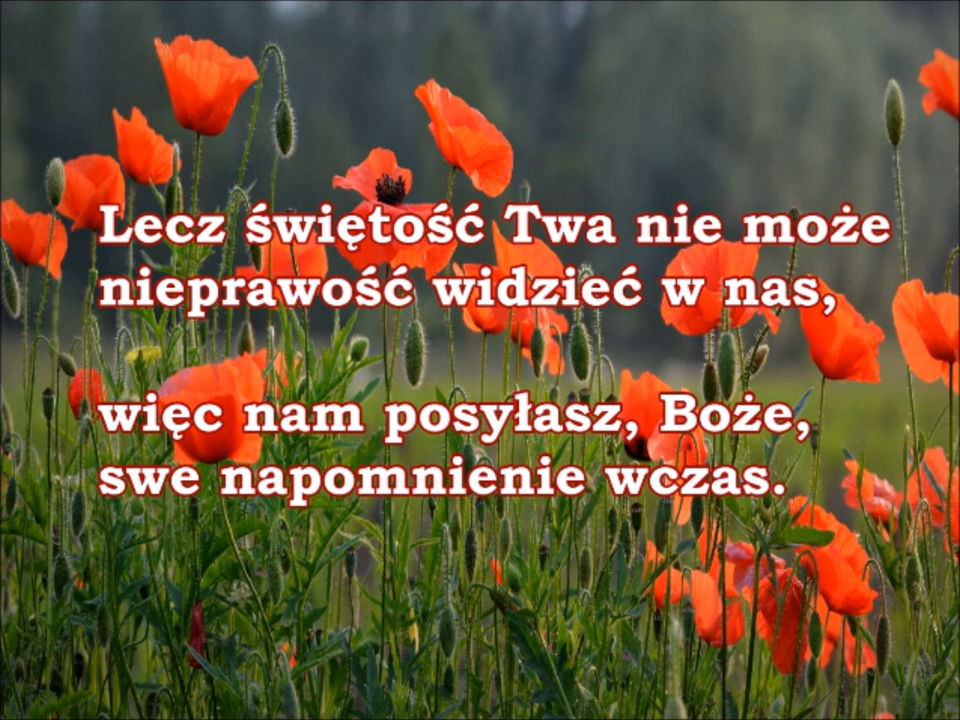 Lecz świętość Twa nie może
nieprawość widzieć w nas,
więc nam posyłasz, Boże,
swe napomnienie wczas.